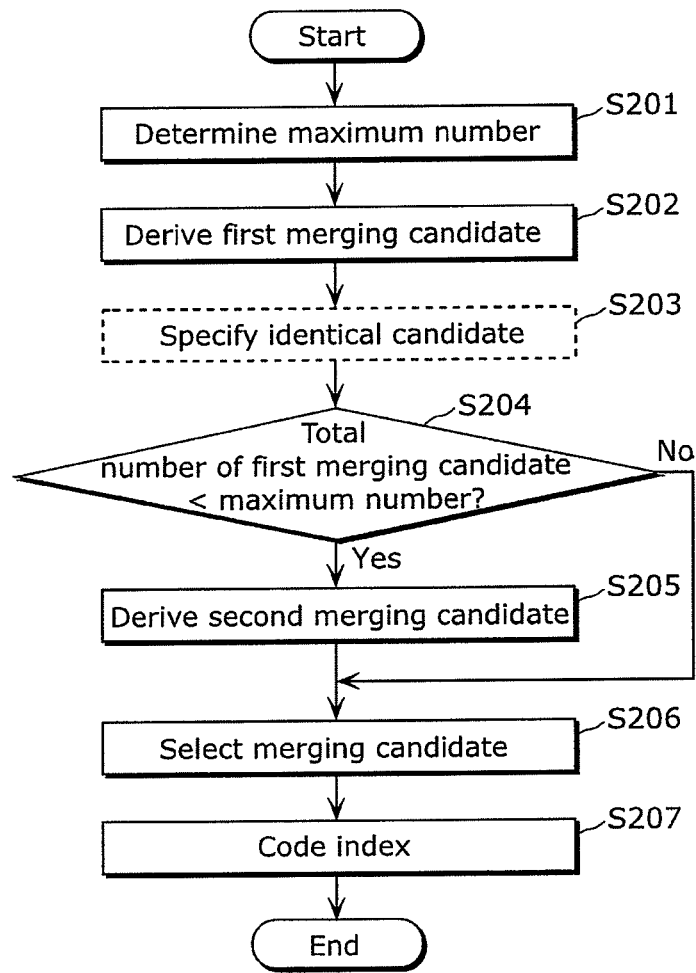 Start
S201
Determine maximum number
S202
Derive first merging candidate
S203
Specify identical candidate
S204
Total
number of first merging candidate
< maximum number?
No
Yes
S205
Derive second merging candidate
S206
Select merging candidate
S207
Code index
End